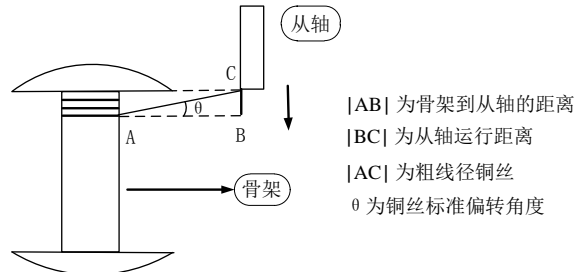 从轴
C
θ
A
B
骨架
|AB| 为骨架到从轴的距离
|BC| 为从轴运行距离
|AC| 为粗线径铜丝
θ 为铜丝标准偏转角度